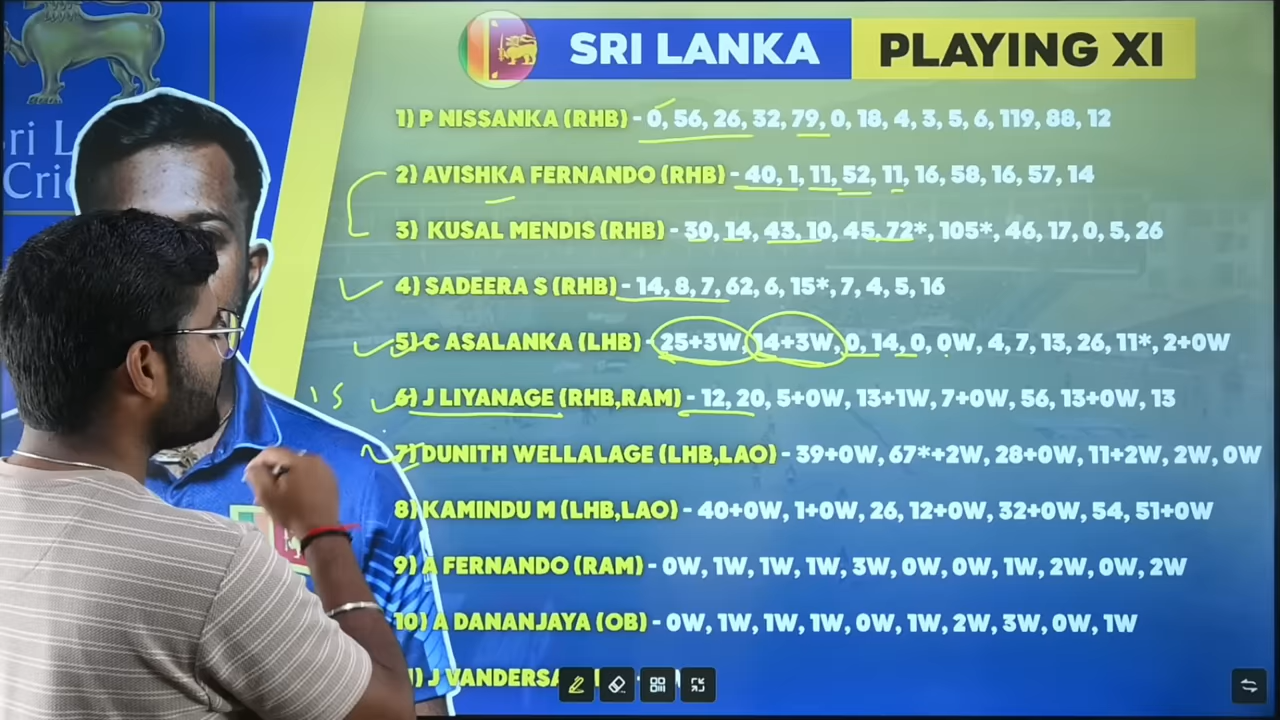 SRI LANKA PLAYING XI
ri L
Cric
1) P NISSANKA (RHB) - 0, 56, 26, 32, 79, 0, 18, 4, 3, 5, 6, 119, 88, 12
2) AVISHKA FERNANDO (RHB) - 40, 1, 11, 52, 11, 16, 58, 16, 57, 14
3) KUSAL MENDIS (RHB) - 30, 14, 43, 10, 45, 72*, 105*, 46, 17, 0, 5, 26
4) SADEERA S (RHB) - 14, 8, 7, 62, 6, 15*, 7, 4, 5, 16
5) C ASALANKA (LHB) - 25+3W, 14+3W, 0, 14, 0, 0W, 4, 7, 13, 26, 11*, 2+0W
15
6) J LIYANAGE (RHB,RAM) - 12, 20, 5+0W, 13+1W, 7+0W, 56, 13+0W, 13
7) DUNITH WELLALAGE (LHB,LAO) - 39+0W, 67*+2W, 28+0W, 11+2W, 2W, 0W
8) KAMINDU M (LHB,LAO) - 40+0W, 1+0W, 26, 12+0W, 32+0W, 54, 51+0W
9) A FERNANDO (RAM) - 0W, 1W, 1W, 1W, 3W, 0W, 0W, 1W, 2W, 0W, 2W
10) A DANANJAYA (OB) - 0W, 1W, 1W, 1W, 0W, 1W, 2W, 3W, 0W, 1W
J VANDERSA